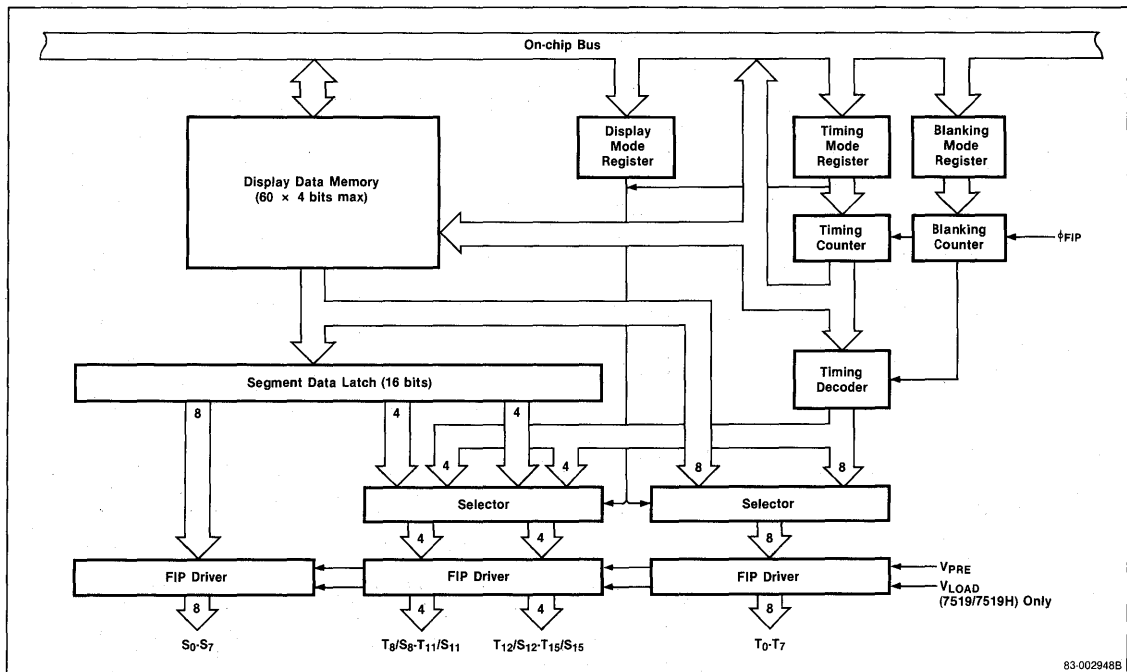 On-chip Bus
Display
Mode
Register
Timing
Mode
Register
Blanking
Mode
Register
Display Data Memory
(60 × 4 bits max)
Timing
Counter
Blanking
Counter
ϕFIP
Timing
Decoder
Segment Data Latch (16 bits)
8
4
4
4
4
8
8
Selector
Selector
4
4
8
FIP Driver
FIP Driver
FIP Driver
VPRE
VLOAD
(7519/7519H) Only
8
4
4
8
S0-S7
T8/S8-T11/S11
T12/S12-T15/S15
T0-T7
83-002948B